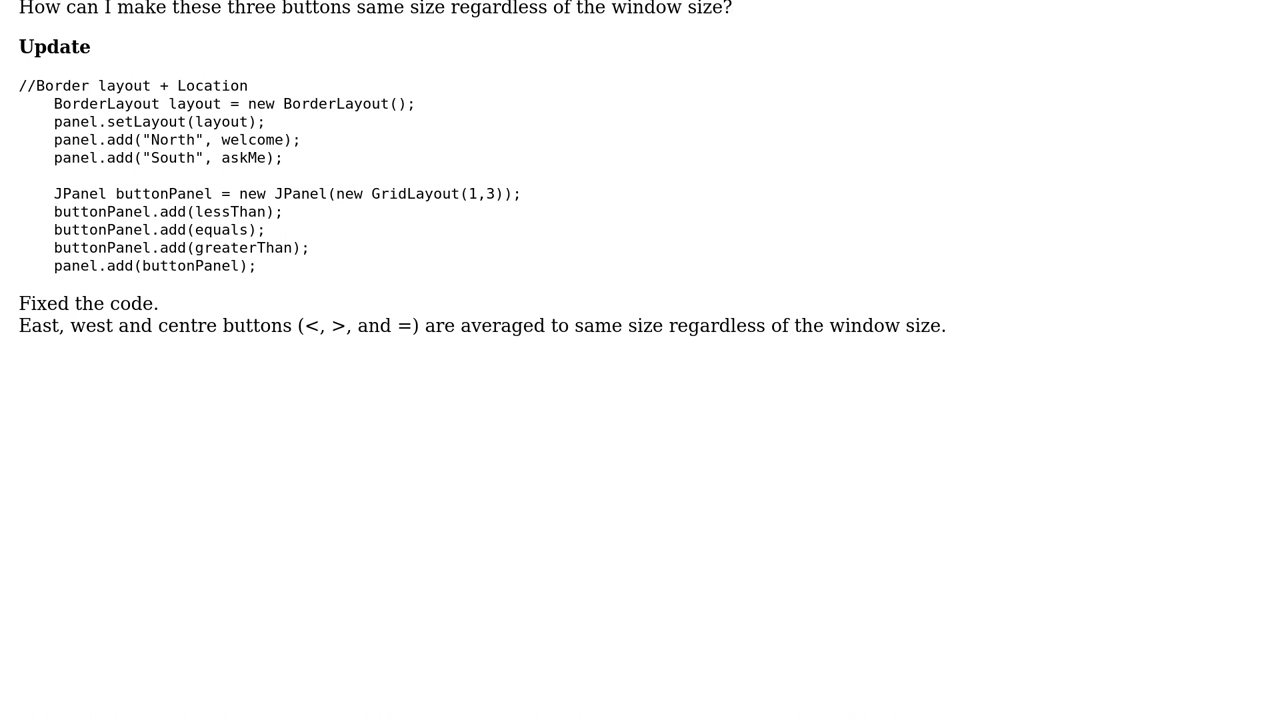 How can I make these three buttons same size regardless of the window size?
Update
//Border layout + Location
    BorderLayout layout = new BorderLayout();
    panel.setLayout(layout);
    panel.add("North", welcome);
    panel.add("South", askMe);

    JPanel buttonPanel = new JPanel(new GridLayout(1,3));
    buttonPanel.add(lessThan);
    buttonPanel.add(equals);
    buttonPanel.add(greaterThan);
    panel.add(buttonPanel);
Fixed the code.
East, west and centre buttons (<, >, and =) are averaged to same size regardless of the window size.